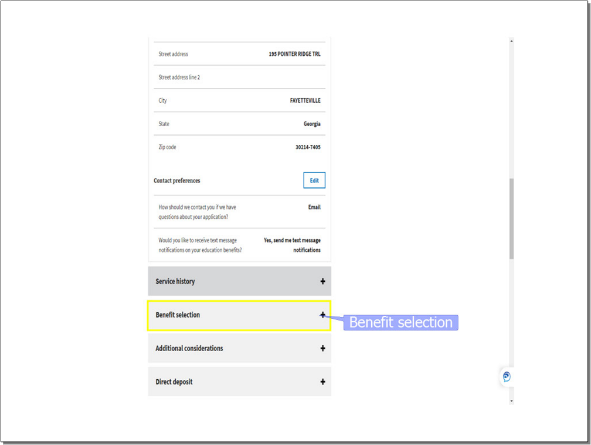 Street address 195 POINTER RIDGE TRL
Street address line 2
City FAYETTEVILLE
State Georgia
Zip code 30214-7405
Contact preferences Edit
How should we contact you if we have Email
questions about your application?
Would you like to receive text message Yes, send me text message
notifications on your education benefits? notifications
Service history
Benefit selection
Benefit selection
Additional considerations
Direct deposit